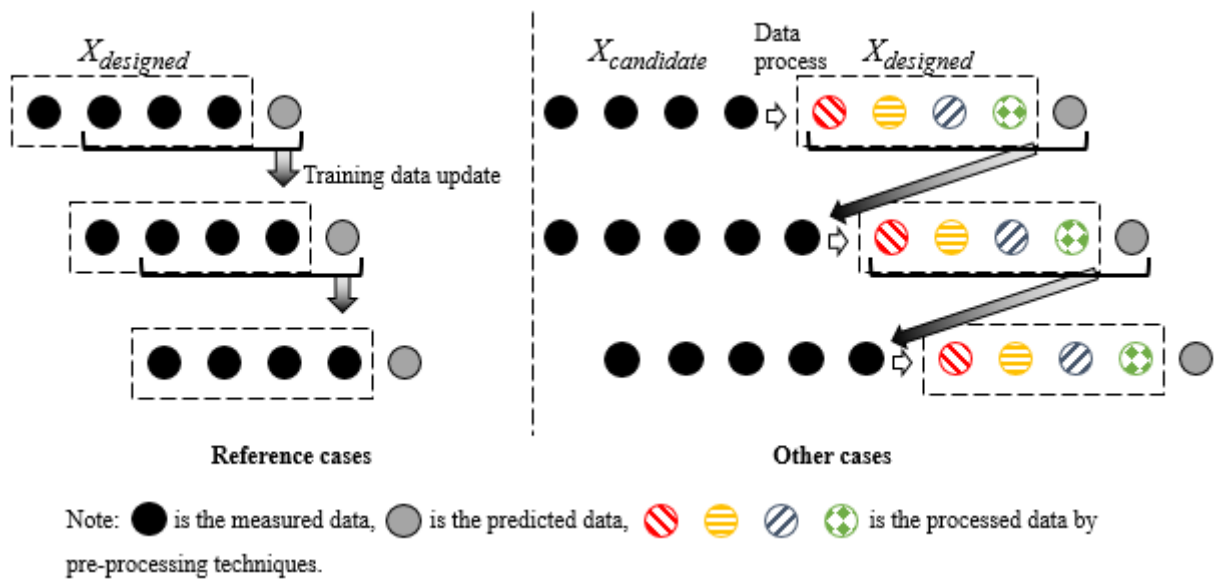 X_designed
Training data update
Reference cases
X_candidate
Data
process
X_designed
Other cases
Note: is the measured data, is the predicted data, is the processed data by
pre-processing techniques.